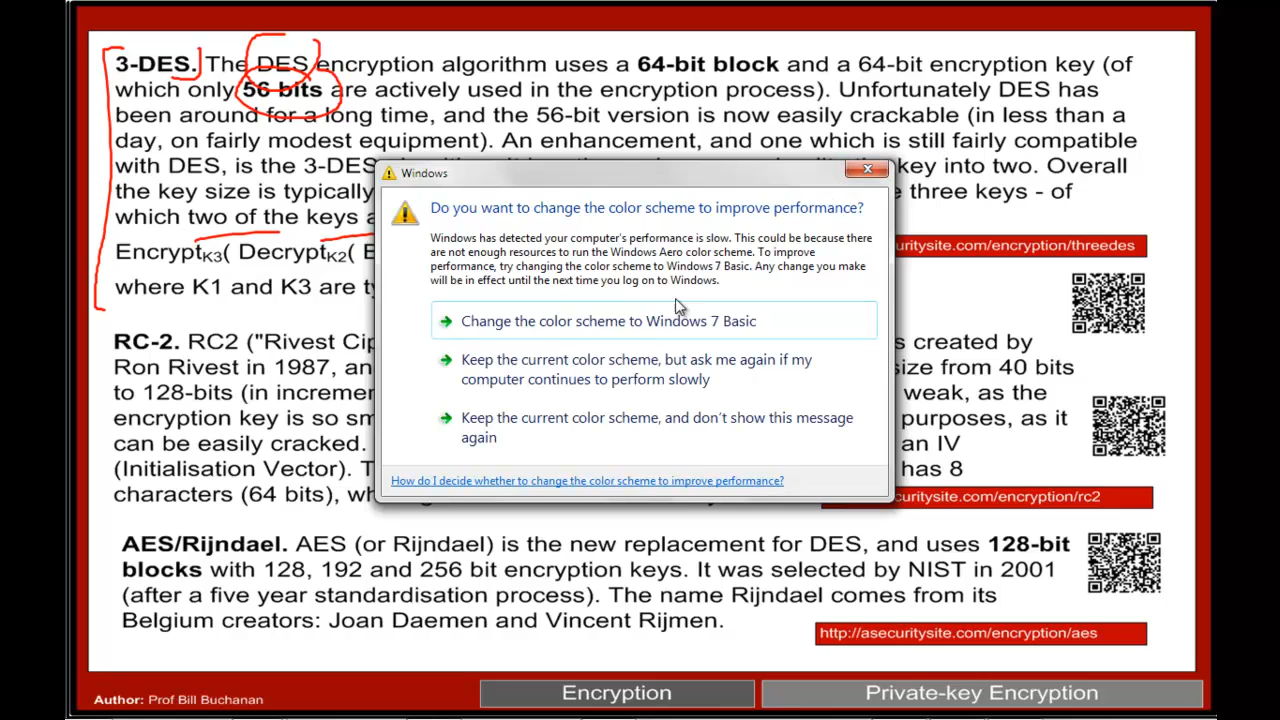 3-DES. The DES encryption algorithm uses a 64-bit block and a 64-bit encryption key (of
which only 56 bits are actively used in the encryption process). Unfortunately DES has
been around for a long time, and the 56-bit version is now easily crackable (in less than a
day, on fairly modest equipment). An enhancement, and one which is still fairly compatible
with DES, is the 3-DES key into two. Overall
the key size is typically three keys - of
which two of the keys
EncryptK3( DecryptK2( E
where K1 and K3 are
curitysite.com/encryption/threedes
Windows
Do you want to change the color scheme to improve performance?
Windows has detected your computer's performance is slow. This could be because there
are not enough resources to run the Windows Aero color scheme. To improve
performance, try changing the color scheme to Windows 7 Basic. Any change you make
will be in effect until the next time you log on to Windows.
Change the color scheme to Windows 7 Basic
Keep the current color scheme, but ask me again if my
computer continues to perform slowly
Keep the current color scheme, and don't show this message
again
How do I decide whether to change the color scheme to improve performance?
RC-2. RC2 ("Rivest Cip s created by
Ron Rivest in 1987, an size from 40 bits
to 128-bits (in incremen weak, as the
encryption key is so sm purposes, as it
can be easily cracked. an IV
(Initialisation Vector). T has 8
characters (64 bits), wh
curitysite.com/encryption/rc2
AES/Rijndael. AES (or Rijndael) is the new replacement for DES, and uses 128-bit
blocks with 128, 192 and 256 bit encryption keys. It was selected by NIST in 2001
(after a five year standardisation process). The name Rijndael comes from its
Belgium creators: Joan Daemen and Vincent Rijmen.
http://asecuritysite.com/encryption/aes
Author: Prof Bill Buchanan
Encryption
Private-key Encryption